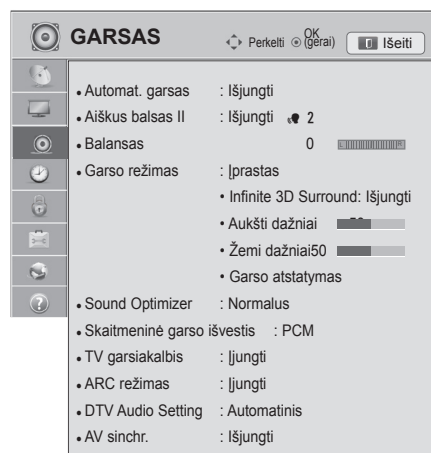 GARSAS
Perkelti
OK
(gerai)
Išeiti
• Automat. garsas : Išjungti
• Aiškus balsas II : Išjungti 2
• Balansas 0 L R
• Garso režimas : Įprastas
• Infinite 3D Surround: Išjungti
• Aukšti dažniai 50
• Žemi dažniai50
• Garso atstatymas
• Sound Optimizer : Normalus
• Skaitmeninė garso išvestis : PCM
• TV garsiakalbis : Įjungti
• ARC režimas : Įjungti
• DTV Audio Setting : Automatinis
• AV sinchr. : Išjungti
?